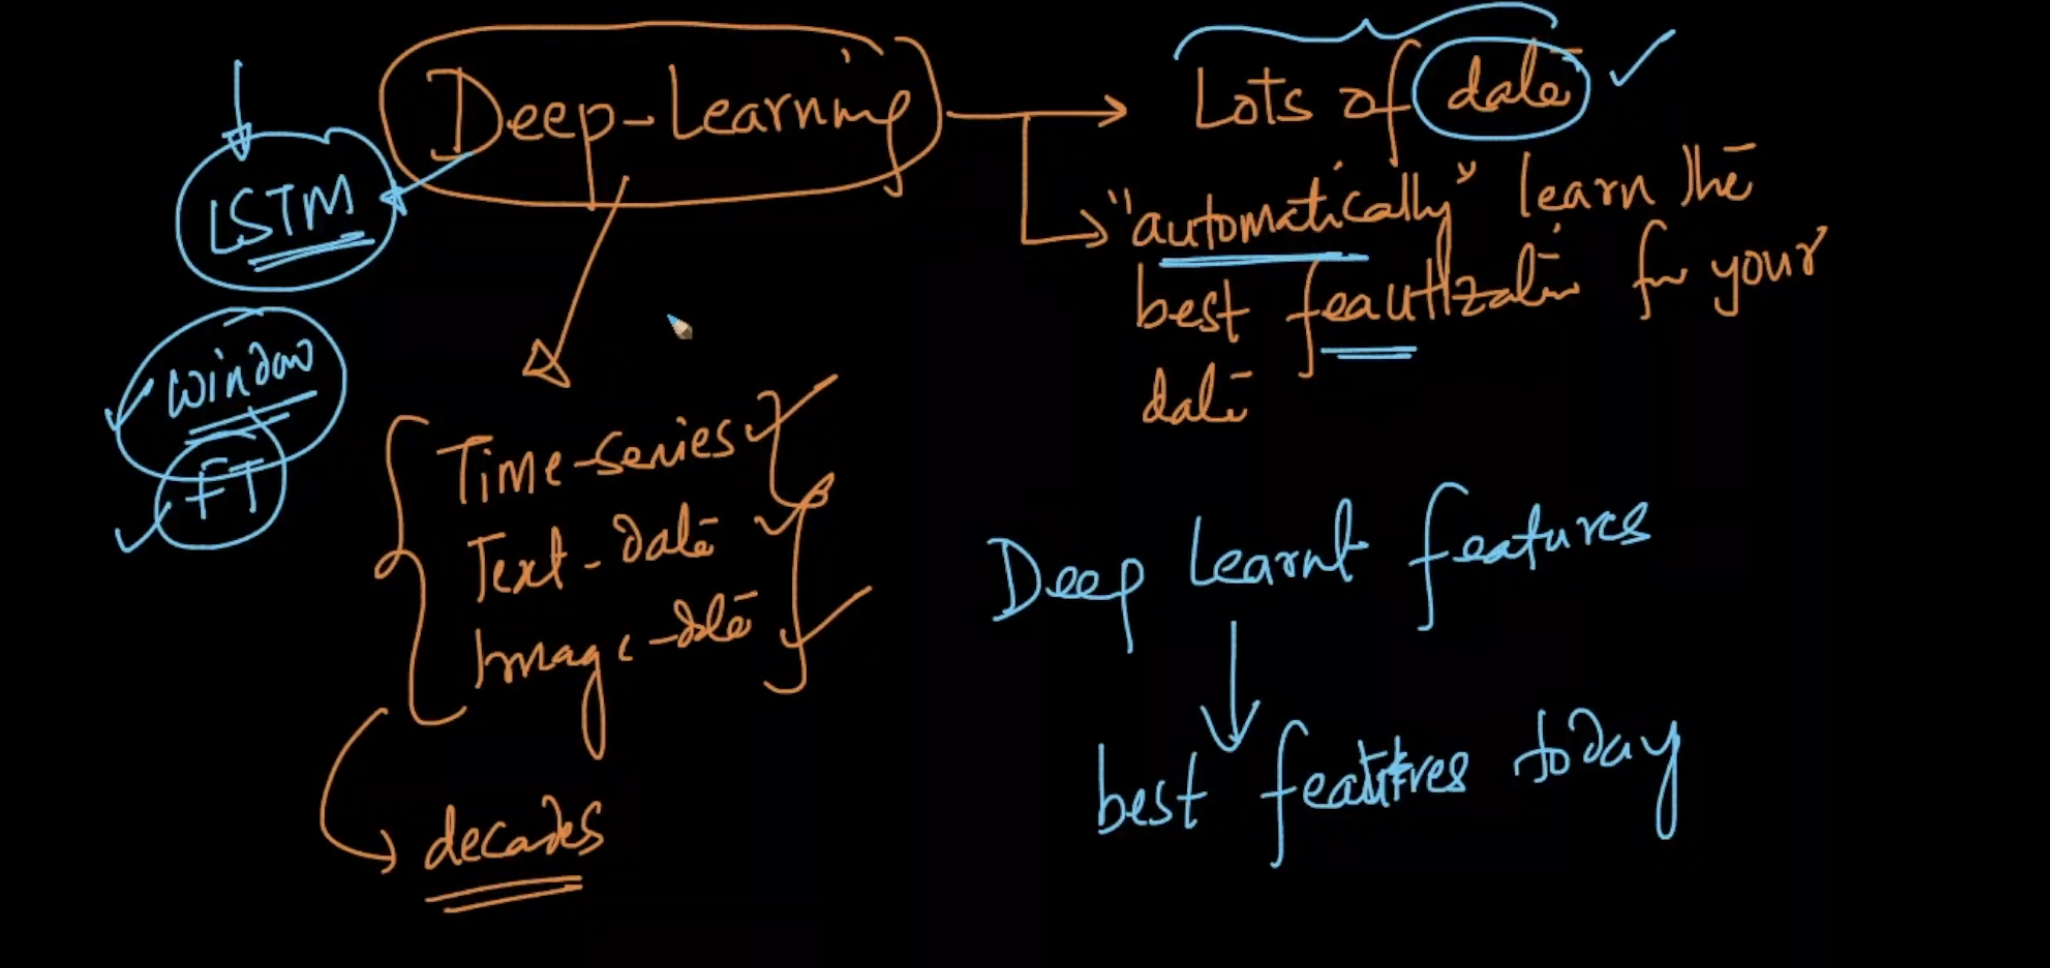 Deep-Learning
Lots of data
"automatically" learn the
best feautization for your
data
LSTM
Window
FT
Time-series
Text-data
Image-data
decades
Deep Learnt features
best features today